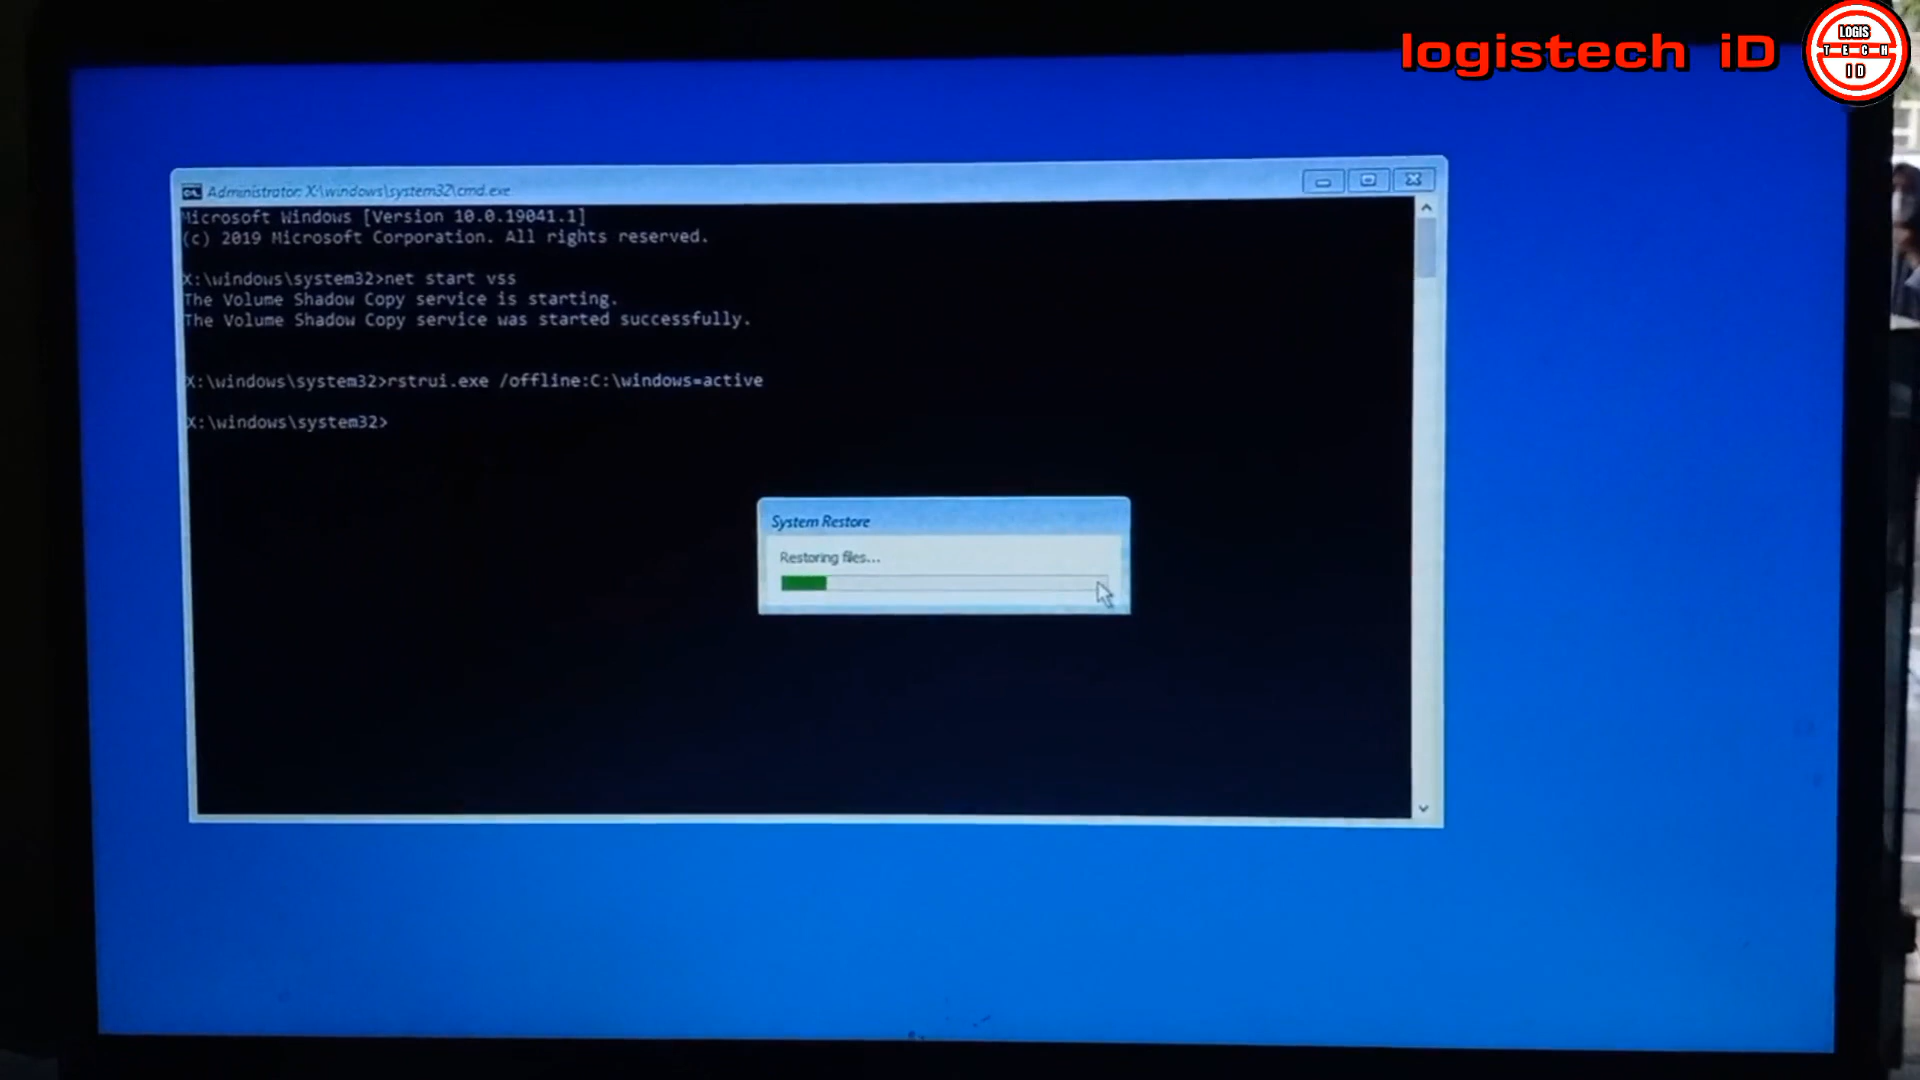 logistech iD
LOGIS
TECH
ID
Administrator: X:\windows\system32\cmd.exe
Microsoft Windows [Version 10.0.19041.1]
(c) 2019 Microsoft Corporation. All rights reserved.
X:\windows\system32>net start vss
The Volume Shadow Copy service is starting.
The Volume Shadow Copy service was started successfully.
X:\windows\system32>rstrui.exe /offline:C:\windows=active
X:\windows\system32>
System Restore
Restoring files...